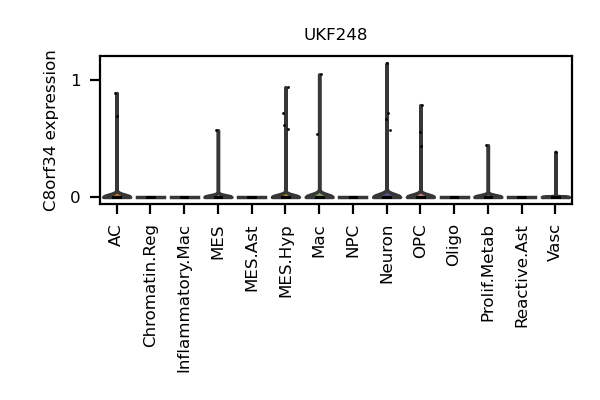 UKF248
C8orf34 expression
1
0
AC
Chromatin.Reg
Inflammatory.Mac
MES
MES.Ast
MES.Hyp
Mac
NPC
Neuron
OPC
Oligo
Prolif.Metab
Reactive.Ast
Vasc